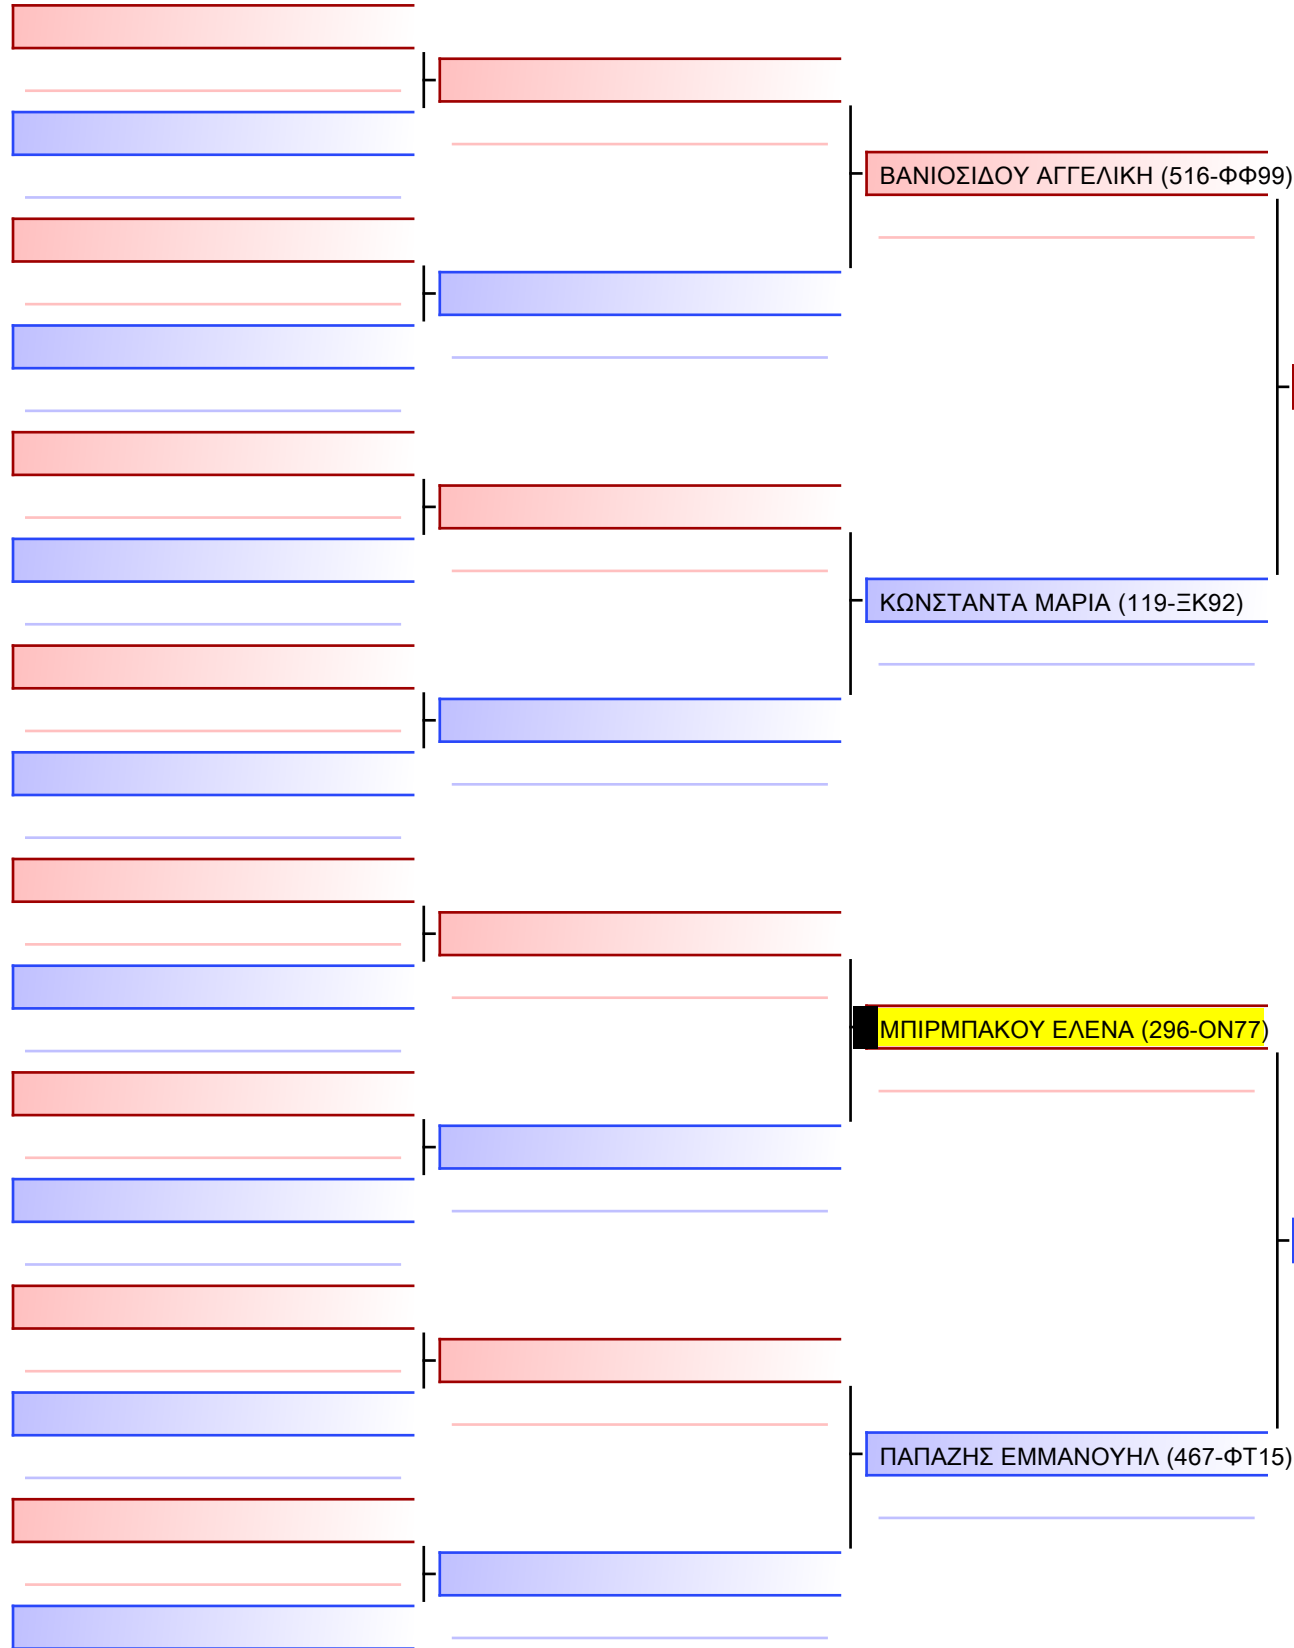 ΒΑΝΙΟΣΙΔΟΥ ΑΓΓΕΛΙΚΗ (516-ΦΦ99)
ΚΩΝΣΤΑΝΤΑ ΜΑΡΙΑ (119-ΞΚ92)
ΜΠΙΡΜΠΑΚΟΥ ΕΛΕΝΑ (296-ΟΝ77)
ΠΑΠΑΖΗΣ ΕΜΜΑΝΟΥΗΛ (467-ΦΤ15)